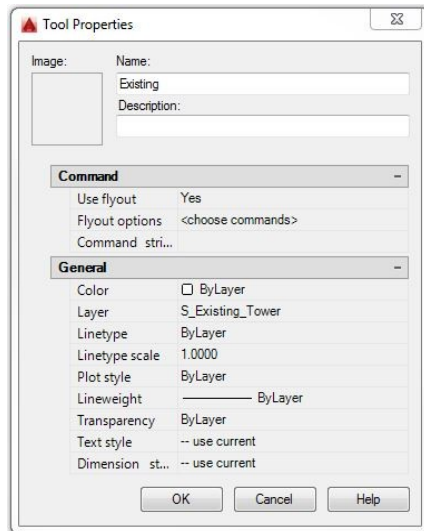 Tool Properties
Image:
Name:
Existing
Description:
Command
Use flyout Yes
Flyout options <choose commands>
Command stri...
General
Color ByLayer
Layer S_Existing_Tower
Linetype ByLayer
Linetype scale 1.0000
Plot style ByLayer
Lineweight ByLayer
Transparency ByLayer
Text style -- use current
Dimension st... -- use current
OK Cancel Help